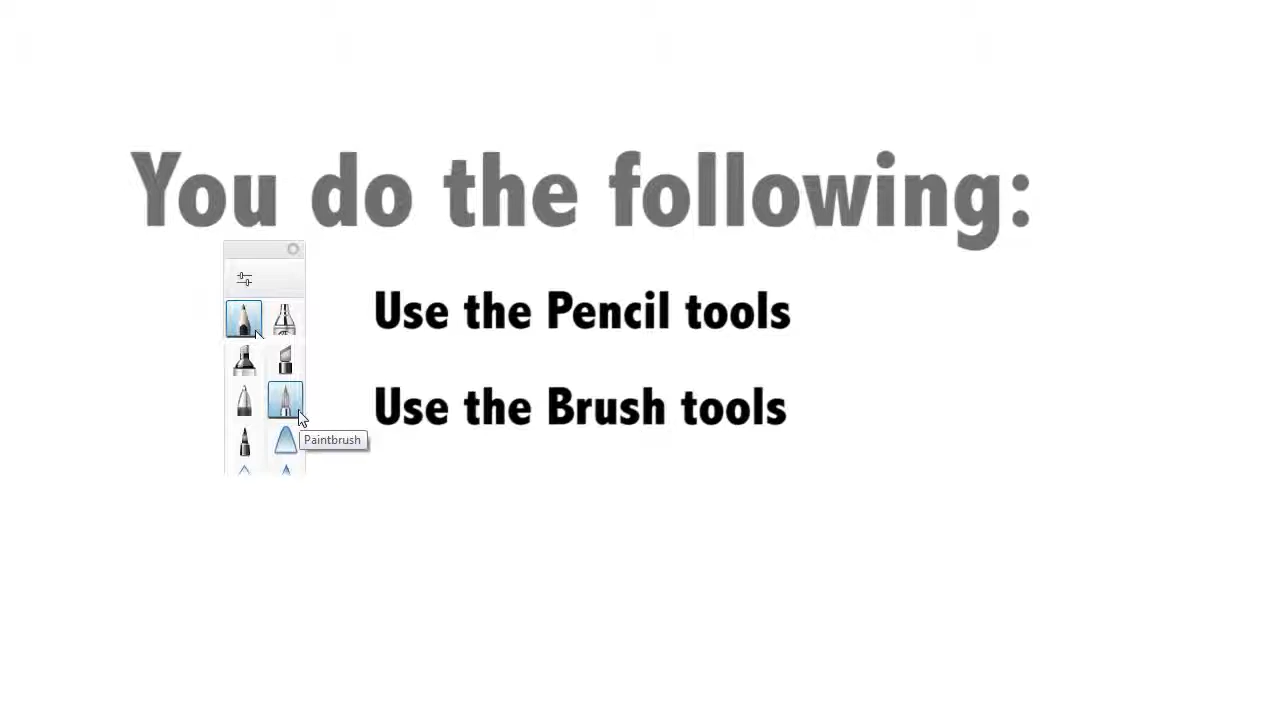 You do the following:
Use the Pencil tools
Use the Brush tools
Paintbrush